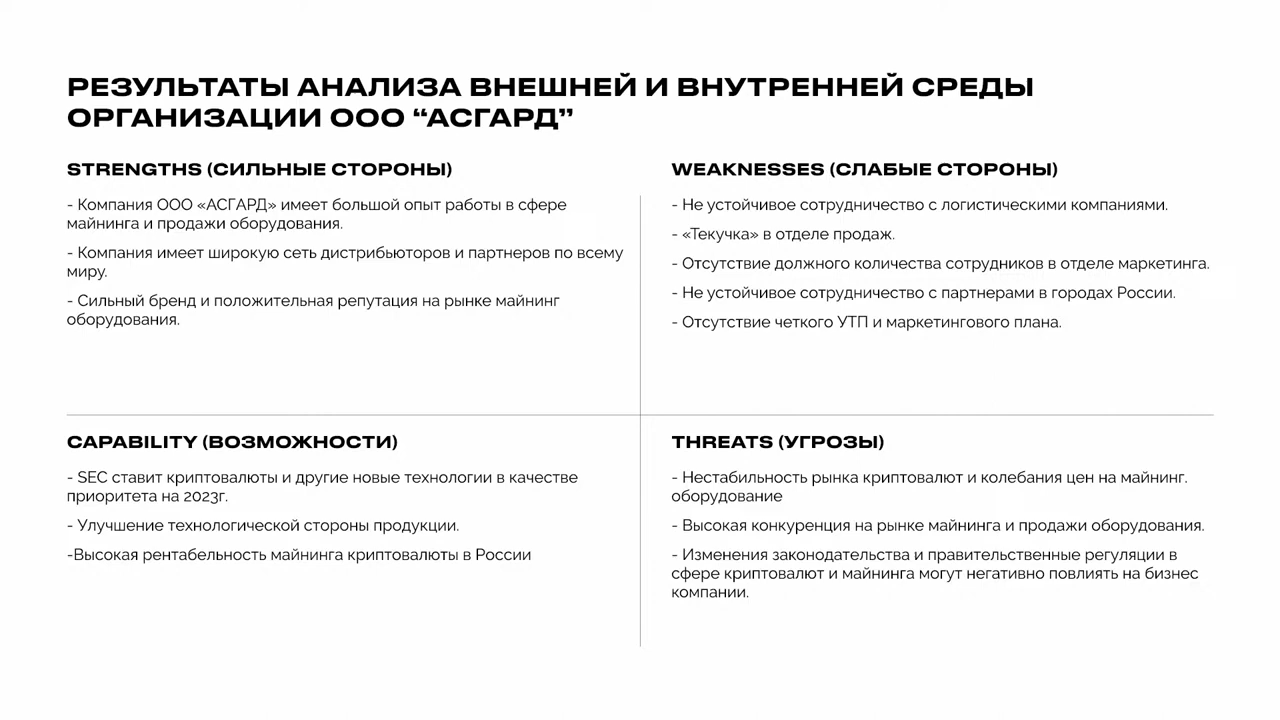 РЕЗУЛЬТАТЫ АНАЛИЗА ВНЕШНЕЙ И ВНУТРЕННЕЙ СРЕДЫ
ОРГАНИЗАЦИИ ООО “АСГАРД”
STRENGTHS (СИЛЬНЫЕ СТОРОНЫ)
- Компания ООО «АСГАРД» имеет большой опыт работы в сфере
майнинга и продажи оборудования.
- Компания имеет широкую сеть дистрибьюторов и партнеров по всему
миру.
- Сильный бренд и положительная репутация на рынке майнинг
оборудования.
WEAKNESSES (СЛАБЫЕ СТОРОНЫ)
- Не устойчивое сотрудничество с логистическими компаниями.
- «Текучка» в отделе продаж.
- Отсутствие должного количества сотрудников в отделе маркетинга.
- Не устойчивое сотрудничество с партнерами в городах России.
- Отсутствие четкого УТП и маркетингового плана.
CAPABILITY (ВОЗМОЖНОСТИ)
- SEC ставит криптовалюты и другие новые технологии в качестве
приоритета на 2023г.
- Улучшение технологической стороны продукции.
-Высокая рентабельность майнинга криптовалюты в России
THREATS (УГРОЗЫ)
- Нестабильность рынка криптовалют и колебания цен на майнинг.
оборудование
- Высокая конкуренция на рынке майнинга и продажи оборудования.
- Изменения законодательства и правительственные регуляции в
сфере криптовалют и майнинга могут негативно повлиять на бизнес
компании.